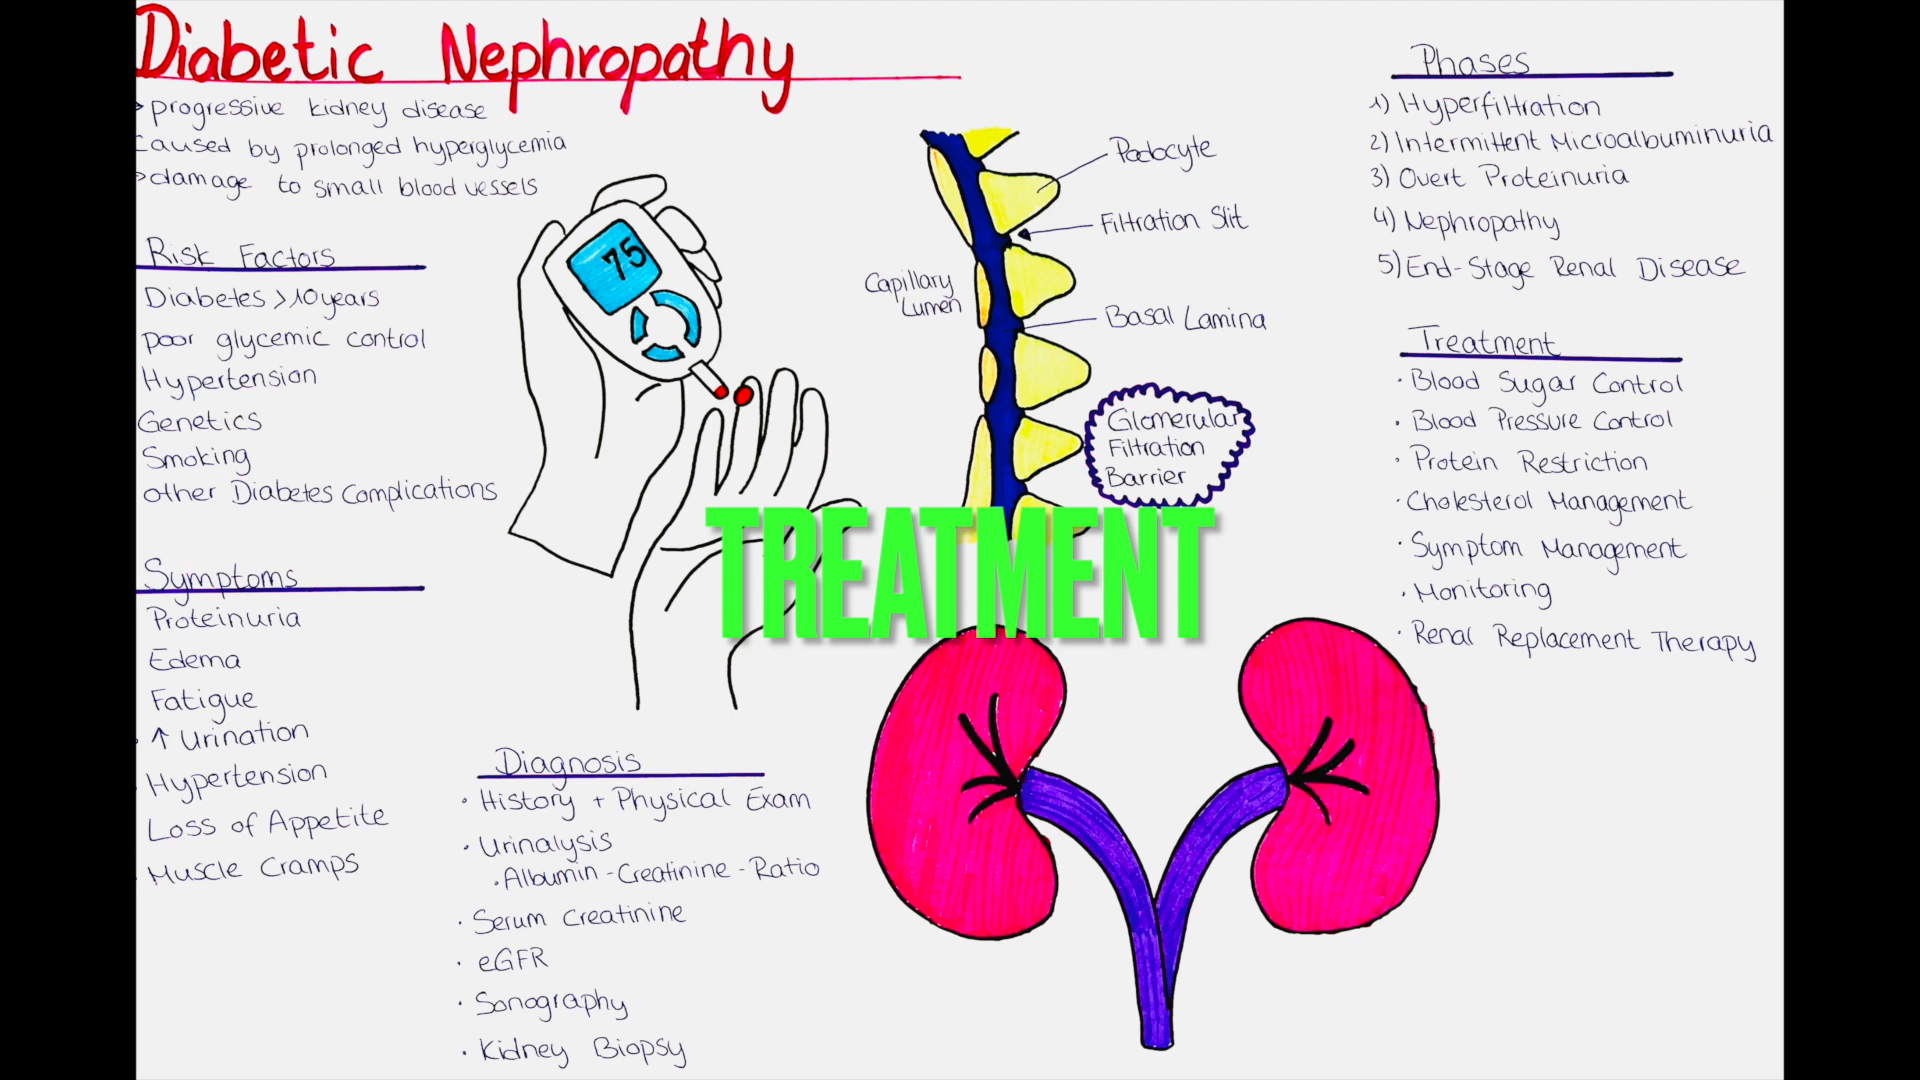 Diabetic Nephropathy
progressive kidney disease
caused by prolonged hyperglycemia
damage to small blood vessels
Risk Factors
Diabetes >10 years
poor glycemic control
Hypertension
Genetics
Smoking
other Diabetes Complications
Symptoms
Proteinuria
Edema
Fatigue
↑ Urination
Hypertension
Loss of Appetite
Muscle Cramps
75
Diagnosis
• History + Physical Exam
• Urinalysis
• Albumin-Creatinine-Ratio
• Serum Creatinine
• eGFR
• Sonography
• Kidney Biopsy
Podocyte
Filtration Slit
Capillary
Lumen
Basal Lamina
Glomerular
Filtration
Barrier
TREATMENT
Phases
1) Hyperfiltration
2) Intermittent Microalbuminuria
3) Overt Proteinuria
4) Nephropathy
5) End-Stage Renal Disease
Treatment
• Blood Sugar Control
• Blood Pressure Control
• Protein Restriction
• Cholesterol Management
• Symptom Management
• Monitoring
• Renal Replacement Therapy